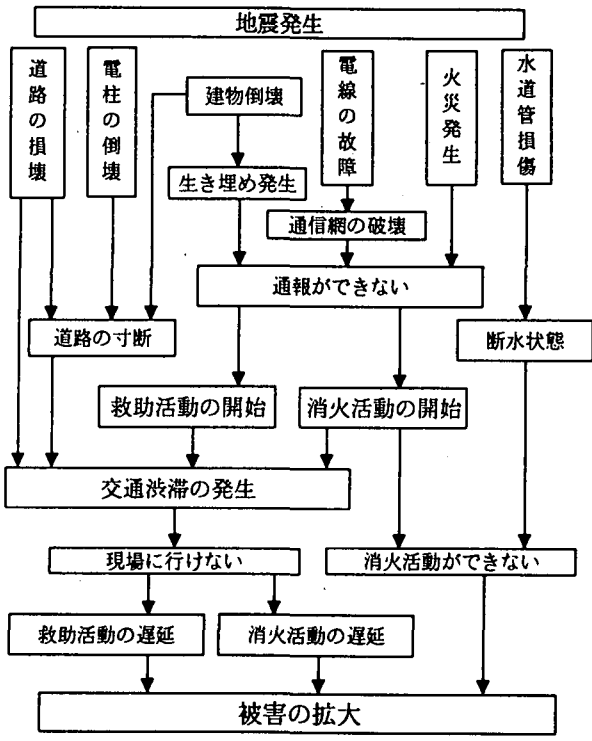 地震発生
道路の損壊
電柱の倒壊
建物倒壊
電線の故障
火災発生
水道管損傷
生き埋め発生
通信網の破壊
通報ができない
道路の寸断
断水状態
救助活動の開始
消火活動の開始
交通渋滞の発生
現場に行けない
消火活動ができない
救助活動の遅延
消火活動の遅延
被害の拡大